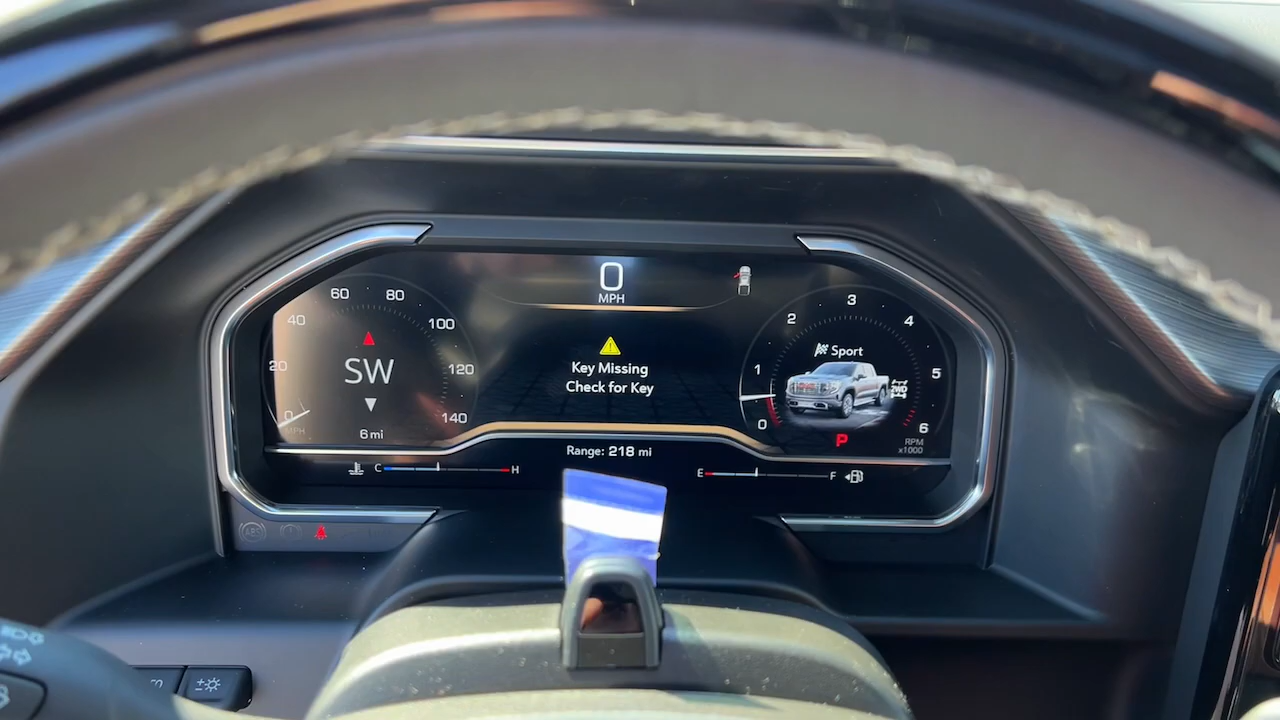 0
MPH
60 80
40 100
20 120
0 140
MPH
SW
6 mi
Key Missing
Check for Key
3
2 4
1 5
0 6
Sport
P
RPM
x1000
Range: 218 mi
C H
E F
ABS